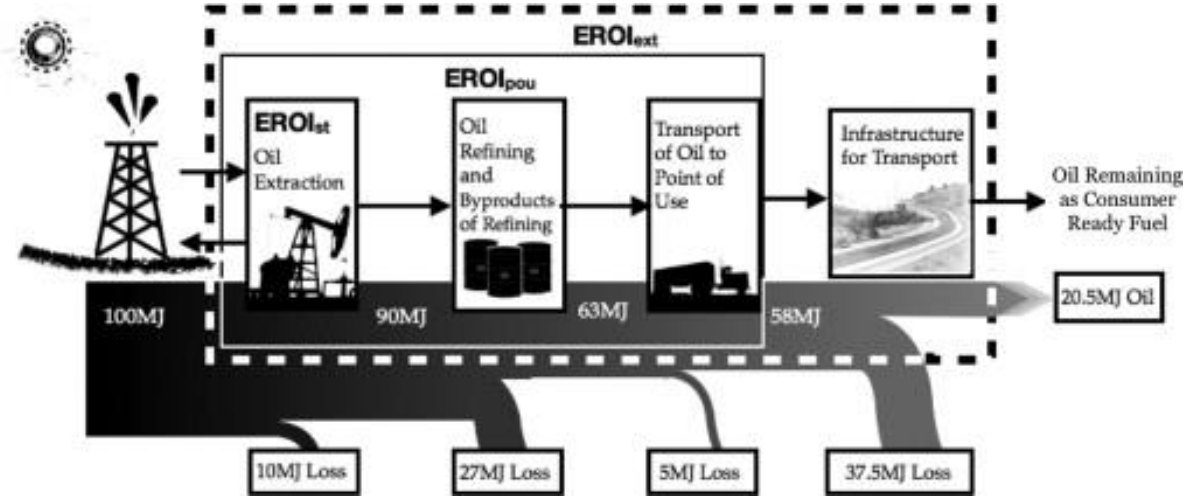 EROIext
EROIpou
EROIst
Oil
Extraction
Oil
Refining
and
Byproducts
of Refining
Transport
of Oil to
Point of
Use
Infrastructure
for Transport
Oil Remaining
as Consumer
Ready Fuel
100MJ
90MJ
63MJ
58MJ
20.5MJ Oil
10MJ Loss
27MJ Loss
5MJ Loss
37.5MJ Loss